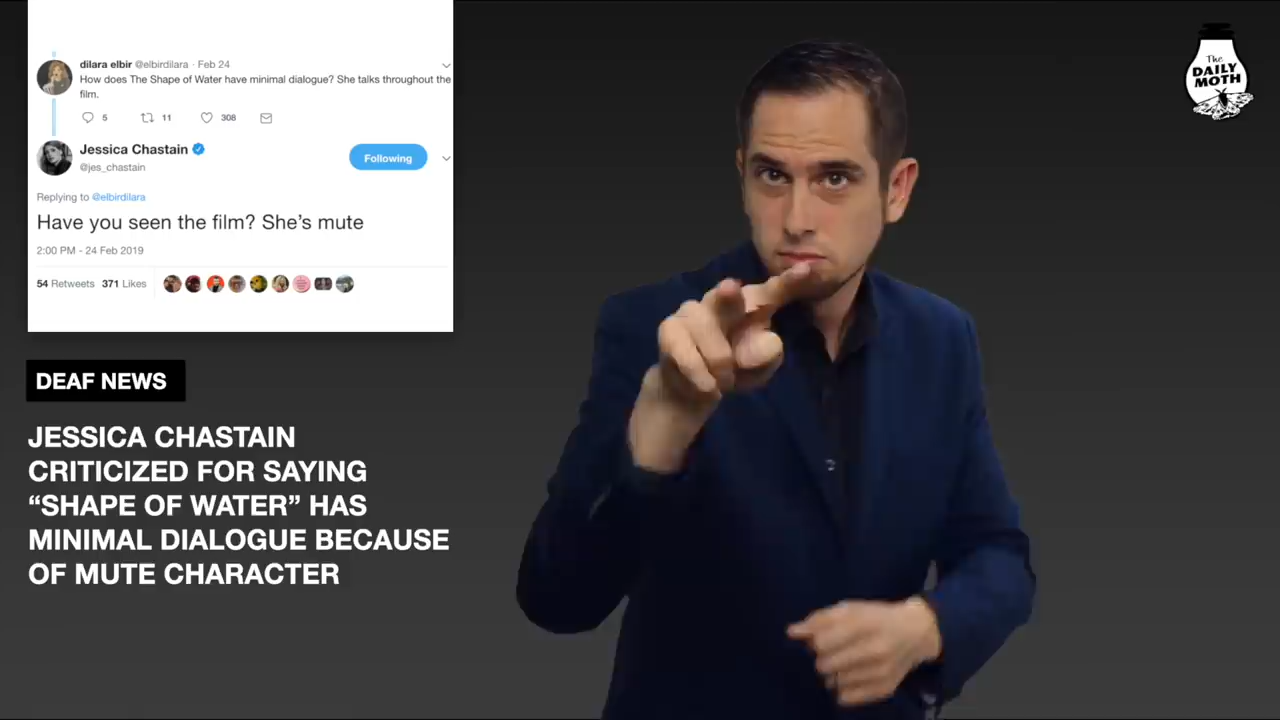 dilara elbir @elbirdilara · Feb 24
How does The Shape of Water have minimal dialogue? She talks throughout the
film.
5 11 308
Jessica Chastain
@jes_chastain
Following
Replying to @elbirdilara
Have you seen the film? She’s mute
2:00 PM - 24 Feb 2019
54 Retweets 371 Likes
DEAF NEWS
JESSICA CHASTAIN
CRITICIZED FOR SAYING
“SHAPE OF WATER” HAS
MINIMAL DIALOGUE BECAUSE
OF MUTE CHARACTER
The
DAILY
MOTH